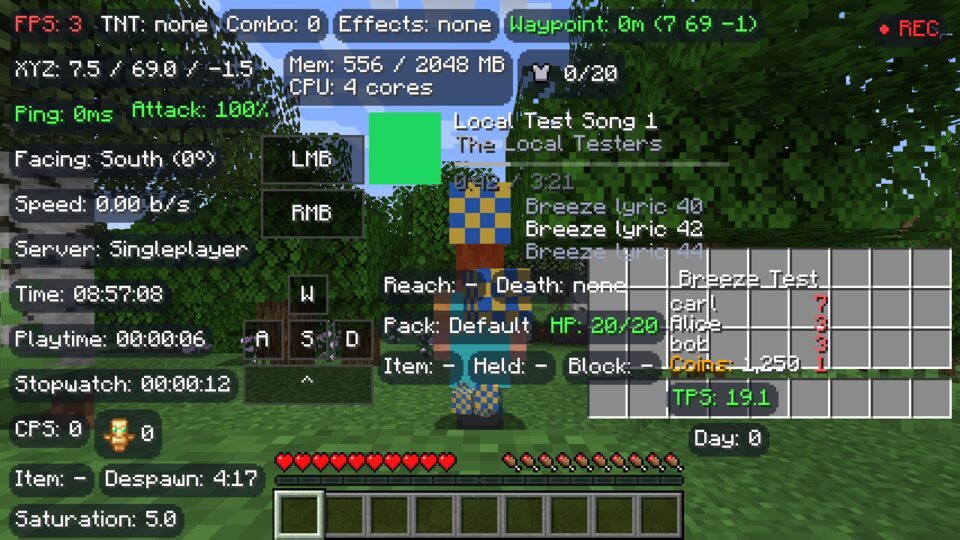 FPS: 3 TNT: none Combo: 0 Effects: none Waypoint: 0m (7 69 -1) REC
XYZ: 7.5 / 69.0 / -1.5 Mem: 556 / 2048 MB 0/20
CPU: 4 cores
Ping: 0ms Attack: 100%
Local Test Song 1
The Local Testers
Facing: South (0°) LMB
0:42 / 3:21
Speed: 0.00 b/s RMB
Breeze lyric 40
Breeze lyric 42
Breeze lyric 44
Server: Singleplayer
Breeze Test
Time: 08:57:08 W
Reach: - Death: none
carl 7
Alice 3
bob 3
Coins: 1,250 1
Playtime: 00:00:06 A S D
Pack: Default HP: 20/20
Item: - Held: - Block: -
Stopwatch: 00:00:12 ^
TPS: 19.1
CPS: 0 0
Day: 0
Item: - Despawn: 4:17
Saturation: 5.0